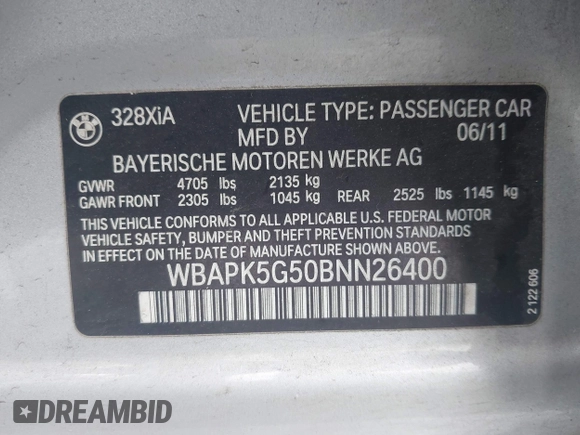 328XiA VEHICLE TYPE: PASSENGER CAR
MFD BY 06/11
BAYERISCHE MOTOREN WERKE AG
GVWR 4705 lbs 2135 kg
GAWR FRONT 2305 lbs 1045 kg REAR 2525 lbs 1145 kg
THIS VEHICLE CONFORMS TO ALL APPLICABLE U.S. FEDERAL MOTOR
VEHICLE SAFETY, BUMPER AND THEFT PREVENTION STANDARDS IN
EFFECT ON THE DATE OF MANUFACTURE SHOWN ABOVE.
WBAPK5G50BNN26400
2 122 606
DREAMBID